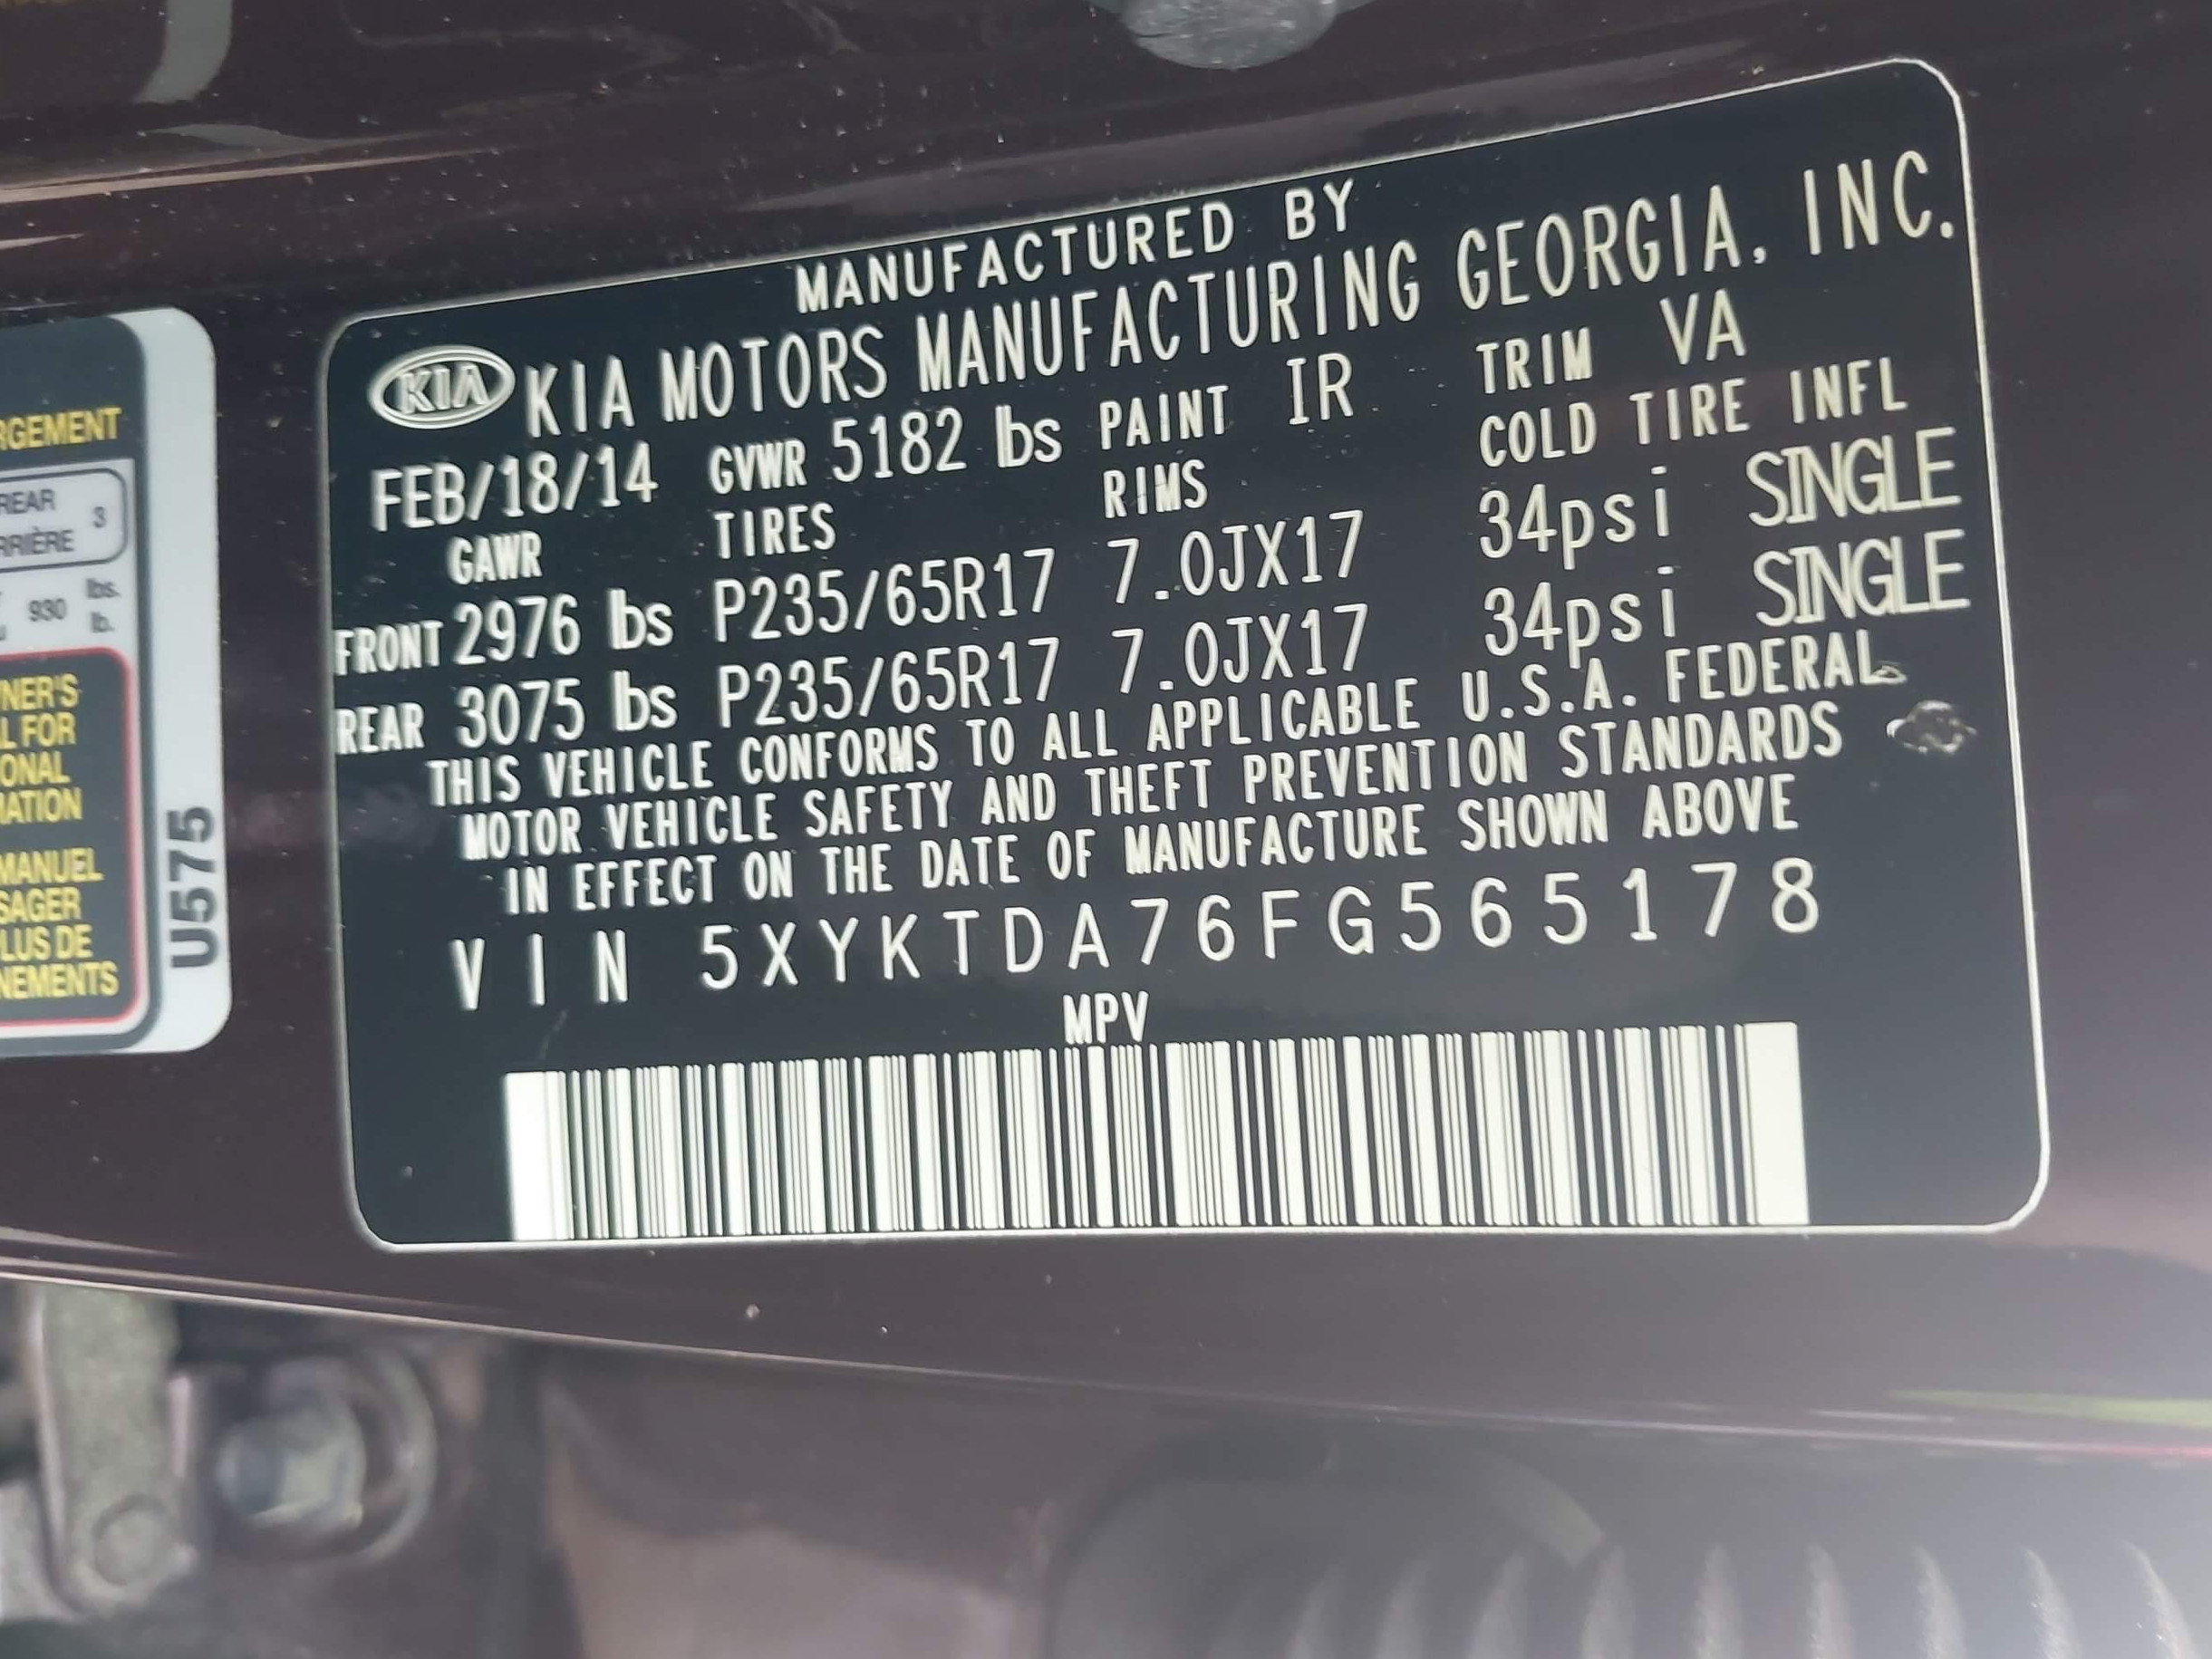 RGEMENT
REAR
RRIÈRE 3
930 lbs.
lb.
NER'S
L FOR
ONAL
MATION
MANUEL
SAGER
LUS DE
NEMENTS
U575
MANUFACTURED BY
KIA KIA MOTORS MANUFACTURING GEORGIA, INC.
FEB/18/14 GVWR 5182 lbs PAINT IR TRIM VA
GAWR TIRES RIMS COLD TIRE INFL
FRONT 2976 lbs P235/65R17 7.0JX17 34psi SINGLE
REAR 3075 lbs P235/65R17 7.0JX17 34psi SINGLE
THIS VEHICLE CONFORMS TO ALL APPLICABLE U.S.A. FEDERAL
MOTOR VEHICLE SAFETY AND THEFT PREVENTION STANDARDS
IN EFFECT ON THE DATE OF MANUFACTURE SHOWN ABOVE
VIN 5XYKTDA76FG565178
MPV